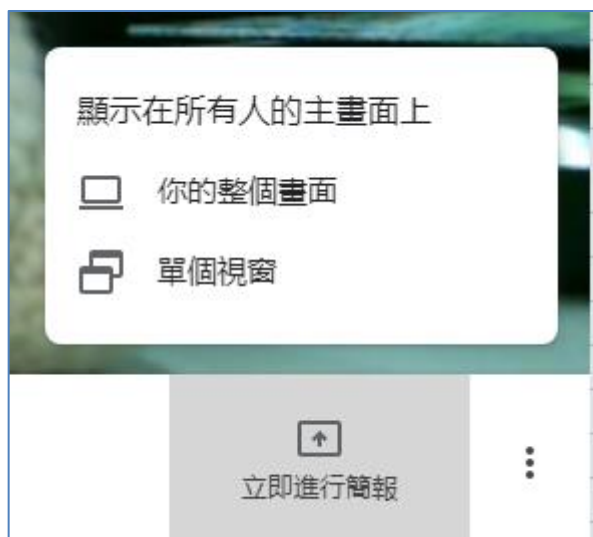 顯示在所有人的主畫面上
你的整個畫面
單個視窗
立即進行簡報